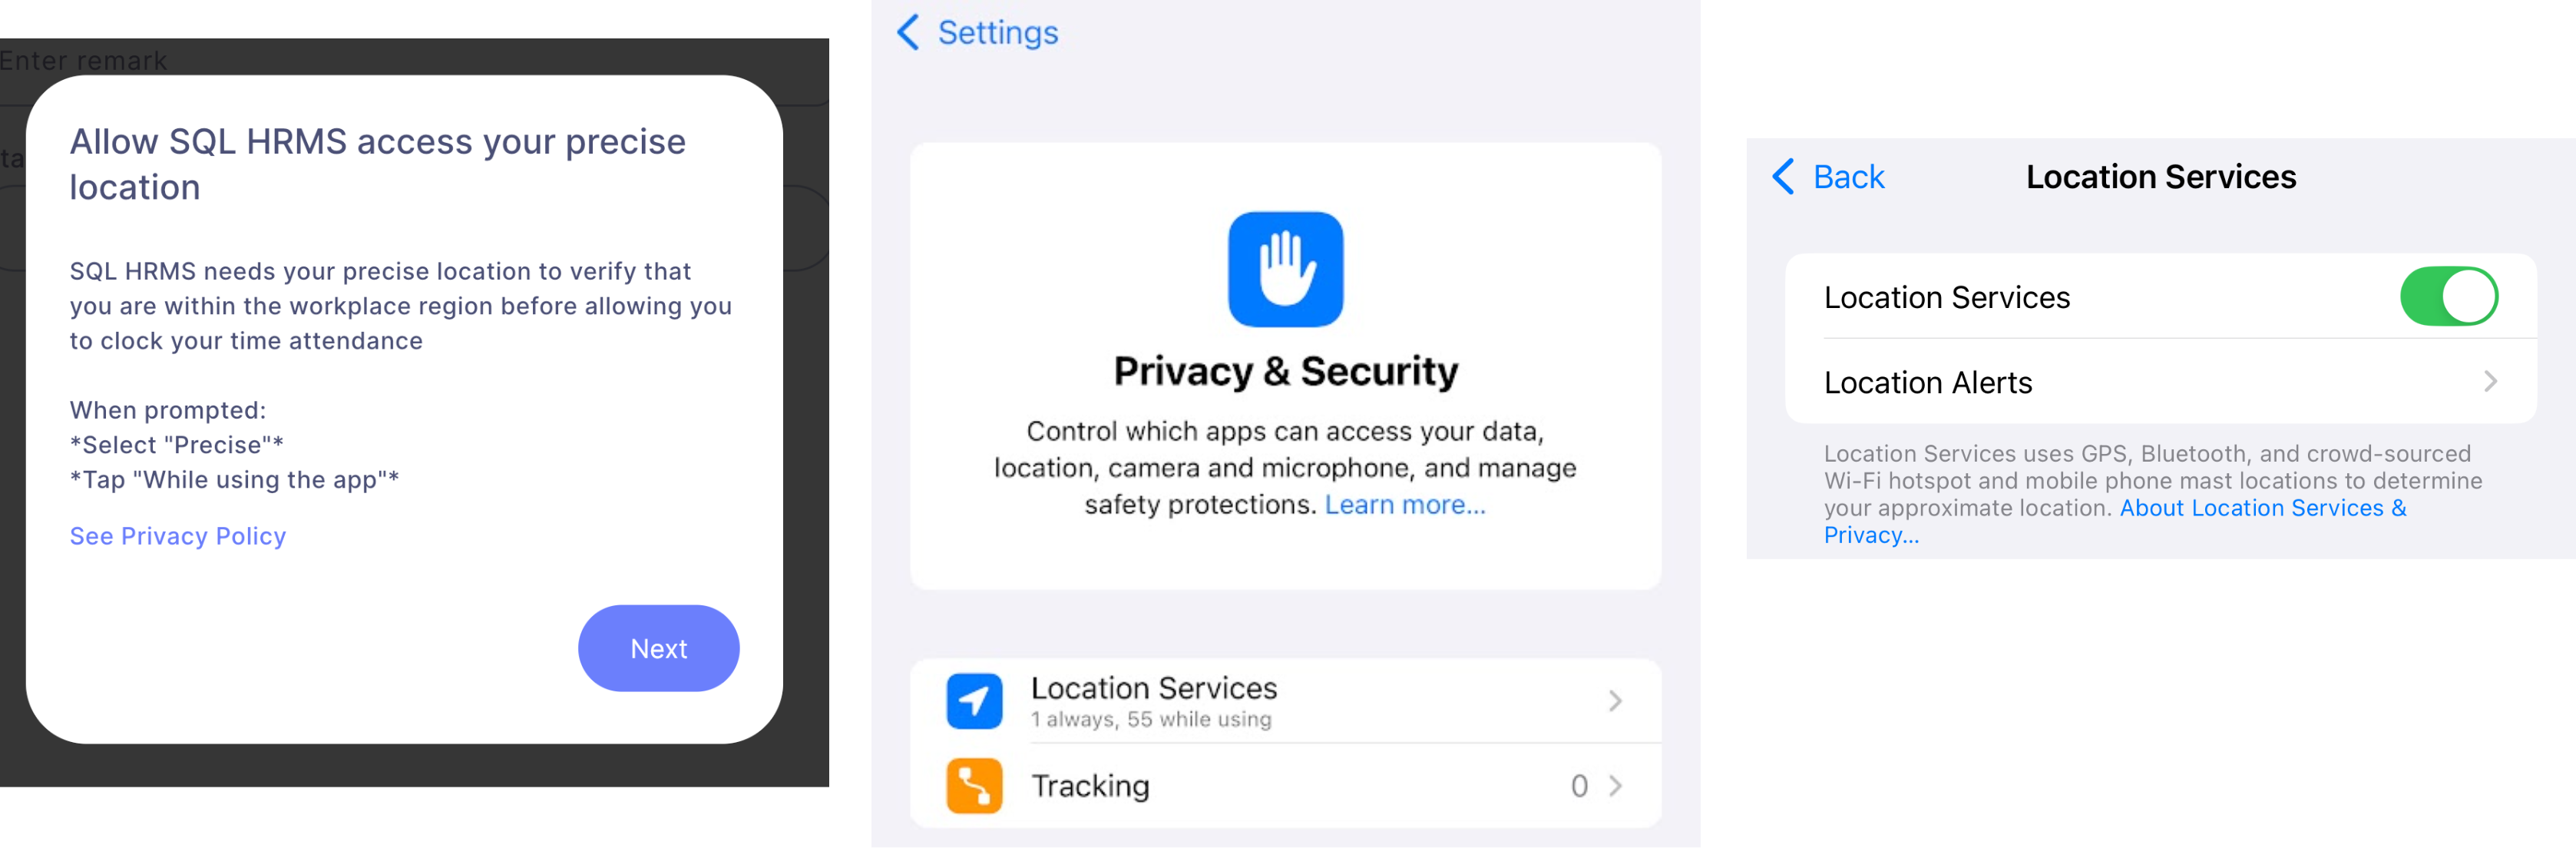 Enter remark
ta
Allow SQL HRMS access your precise
location
SQL HRMS needs your precise location to verify that
you are within the workplace region before allowing you
to clock your time attendance
When prompted:
*Select "Precise"*
*Tap "While using the app"*
See Privacy Policy
Next
Settings
Privacy & Security
Control which apps can access your data,
location, camera and microphone, and manage
safety protections. Learn more...
Location Services
1 always, 55 while using
Tracking
0
Back
Location Services
Location Services
Location Alerts
Location Services uses GPS, Bluetooth, and crowd-sourced
Wi-Fi hotspot and mobile phone mast locations to determine
your approximate location. About Location Services &
Privacy...